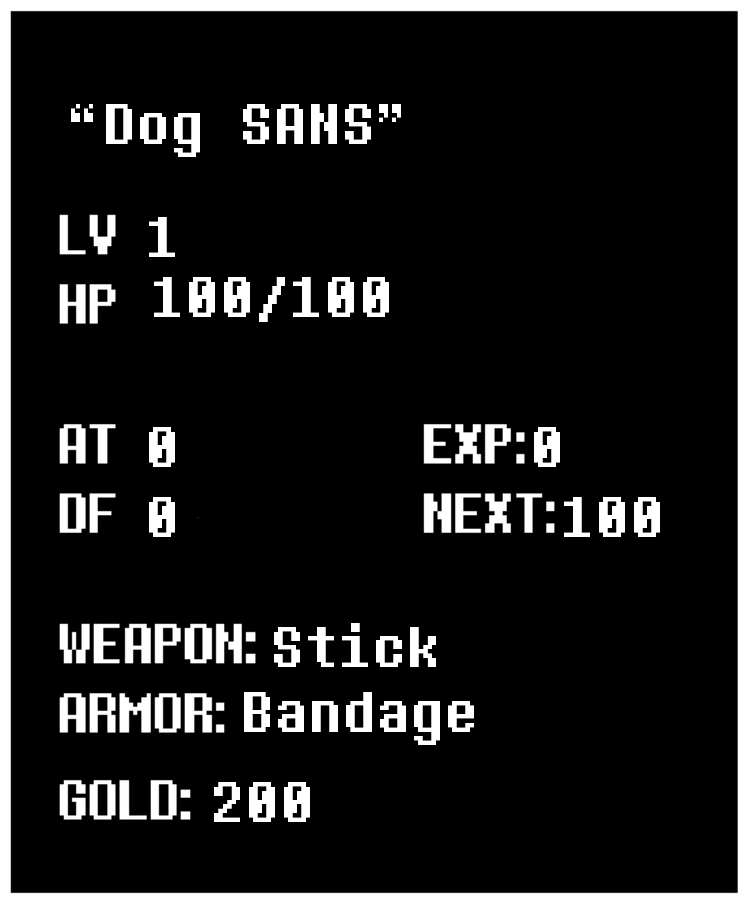 “Dog SANS”
LV 1
HP 100/100
AT 0 EXP:0
DF 0 NEXT:100
WEAPON: Stick
ARMOR: Bandage
GOLD: 200